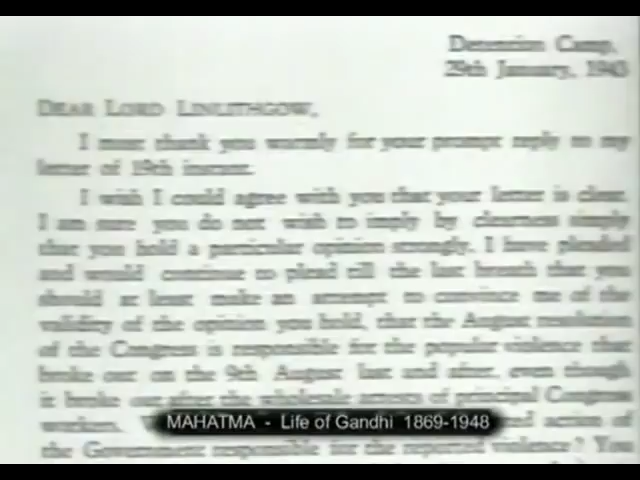 Detention Camp,
29th January, 1943
DEAR LORD LINLITHGOW,
I must thank you warmly for your prompt reply to my
letter of 19th instant.
I wish I could agree with you that your letter is clear.
I am sure you do not wish to imply by clearness simply
that you hold a particular opinion strongly. I have pleaded
and would continue to plead till the last breath that you
should at least make an attempt to convince me of the
validity of the opinion you hold, that the August resolution
of the Congress is responsible for the popular violence that
broke out on the 9th August last and after, even though
it broke out after the wholesale arrests of principal Congress
workers. and action of
the Government responsible for the reported violence? You
MAHATMA - Life of Gandhi 1869-1948